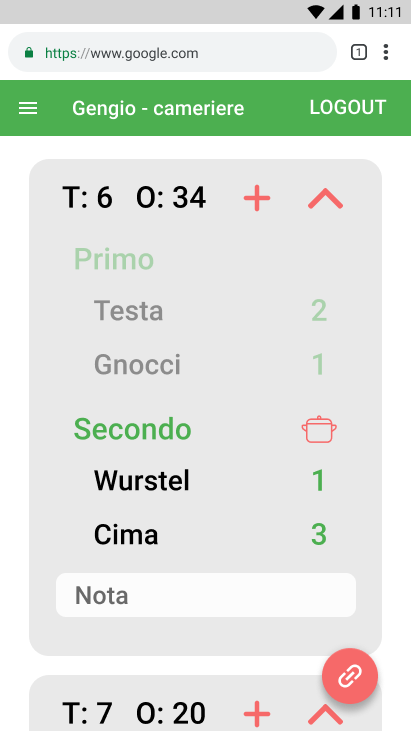 11:11
https://www.google.com 1
Gengio - cameriere LOGOUT
T: 6 O: 34
Primo
Testa 2
Gnocci 1
Secondo
Wurstel 1
Cima 3
Nota
T: 7 O: 20